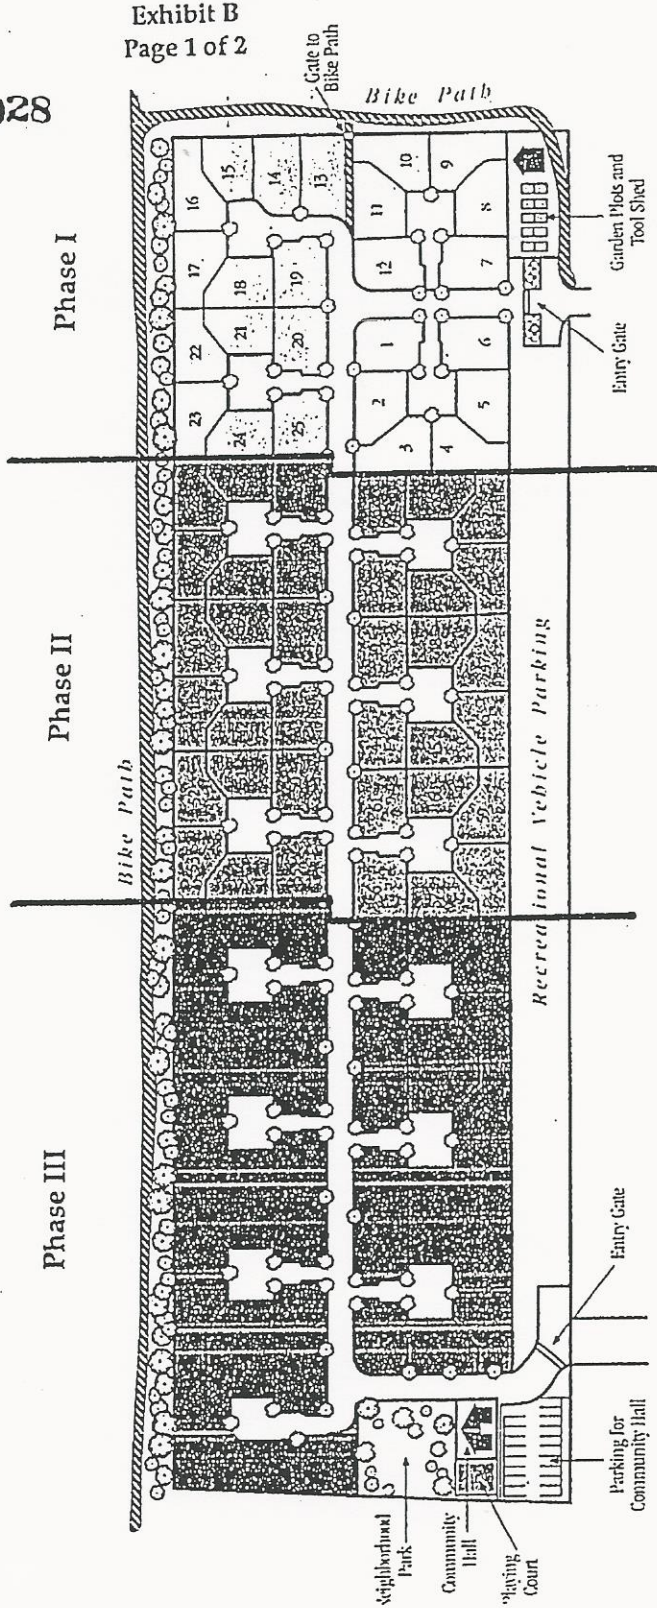 Exhibit B
Page 1 of 2
028
Gate to
Bike Path
Bike Path
Phase I
16
15
14
13
10
9
11
8
17
18
19
12
7
22
21
20
1
6
23
24
25
2
5
3
4
Garden Plots and
Tool Shed
Entry Gate
Phase II
Bike Path
Recreational Vehicle Parking
Phase III
Entry Gate
Neighborhood
Park
Community
Hall
Playing
Court
Parking for
Community Hall